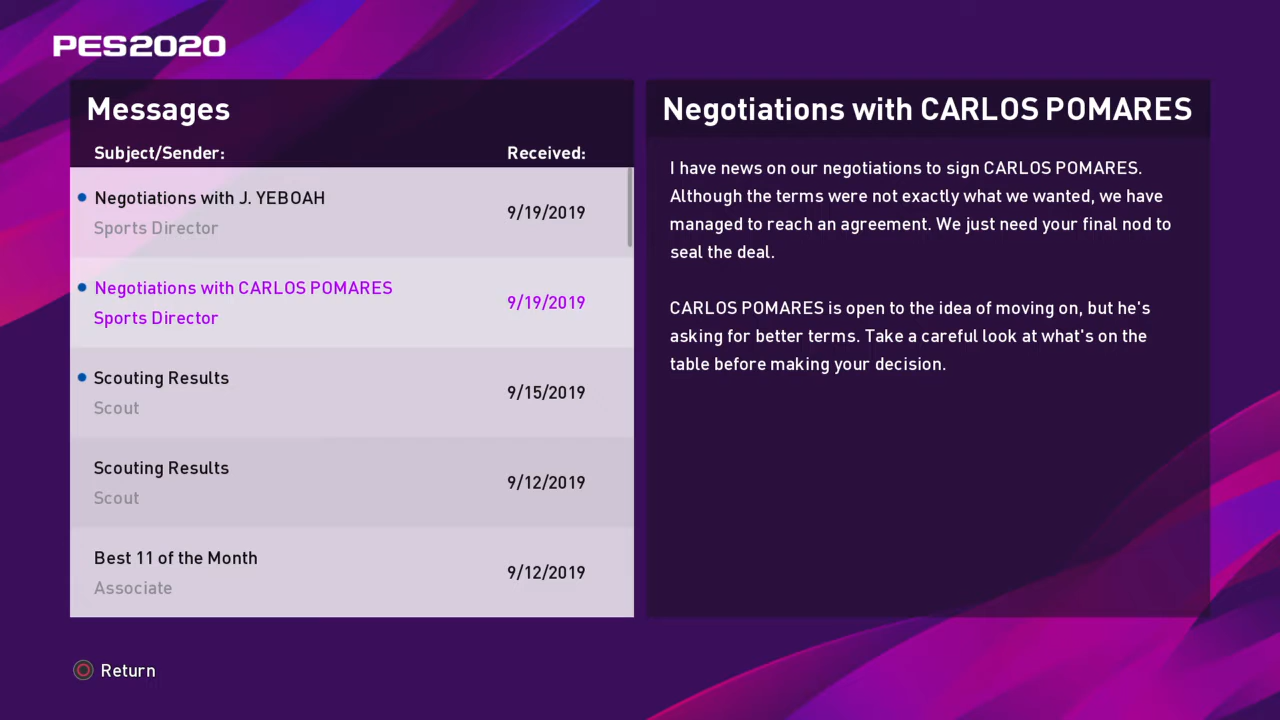 PES2020
Messages
Subject/Sender:
Received:
Negotiations with J. YEBOAH
Sports Director
9/19/2019
Negotiations with CARLOS POMARES
Sports Director
9/19/2019
Scouting Results
Scout
9/15/2019
Scouting Results
Scout
9/12/2019
Best 11 of the Month
Associate
9/12/2019
Negotiations with CARLOS POMARES
I have news on our negotiations to sign CARLOS POMARES.
Although the terms were not exactly what we wanted, we have
managed to reach an agreement. We just need your final nod to
seal the deal.
CARLOS POMARES is open to the idea of moving on, but he's
asking for better terms. Take a careful look at what's on the
table before making your decision.
Return